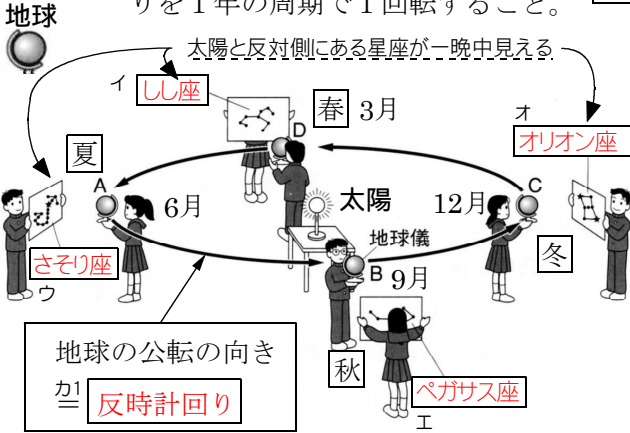 りを1年の周期で1回転すること。
地球
太陽と反対側にある星座が一晩中見える
イ しし座
春 3月
オ
オリオン座
夏
D
A
6月
太陽
12月
C
地球儀
さそり座
ウ
B
9月
冬
地球の公転の向き
カ1 反時計回り
秋
ペガサス座
エ